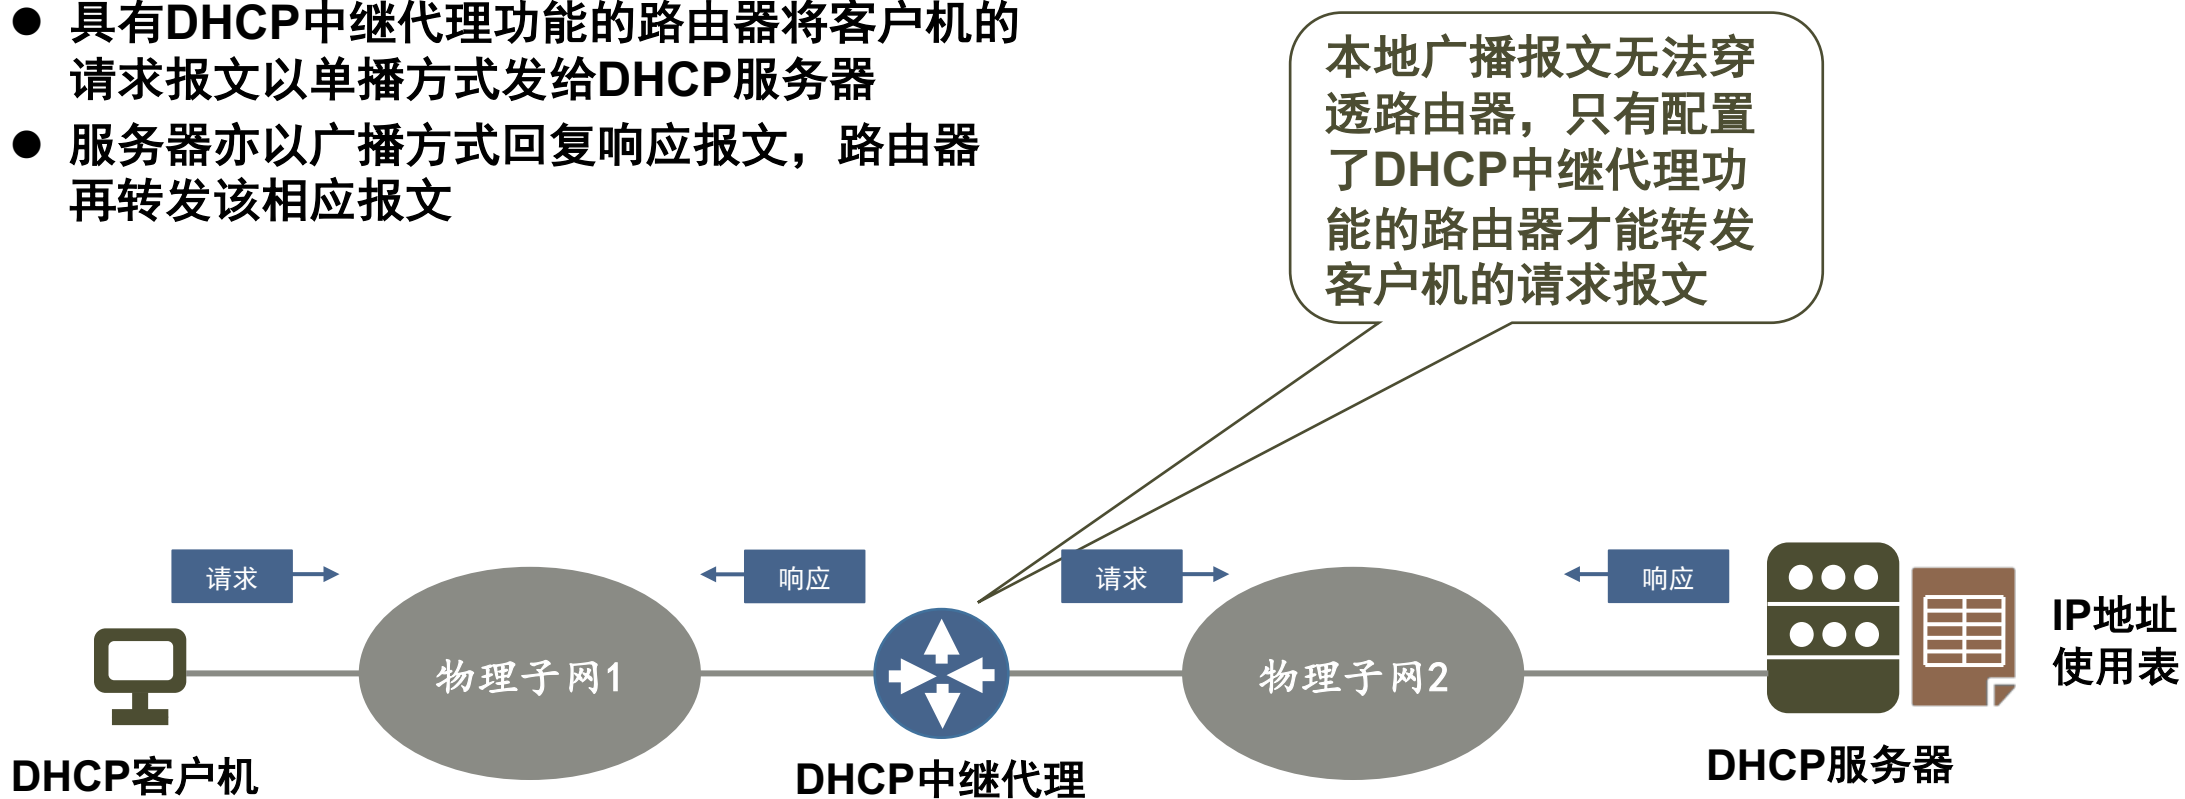 ● 具有DHCP中继代理功能的路由器将客户机的
请求报文以单播方式发给DHCP服务器
● 服务器亦以广播方式回复响应报文，路由器
再转发该相应报文
本地广播报文无法穿
透路由器，只有配置
了DHCP中继代理功
能的路由器才能转发
客户机的请求报文
请求
响应
请求
响应
物理子网1
物理子网2
IP地址
使用表
DHCP客户机
DHCP中继代理
DHCP服务器